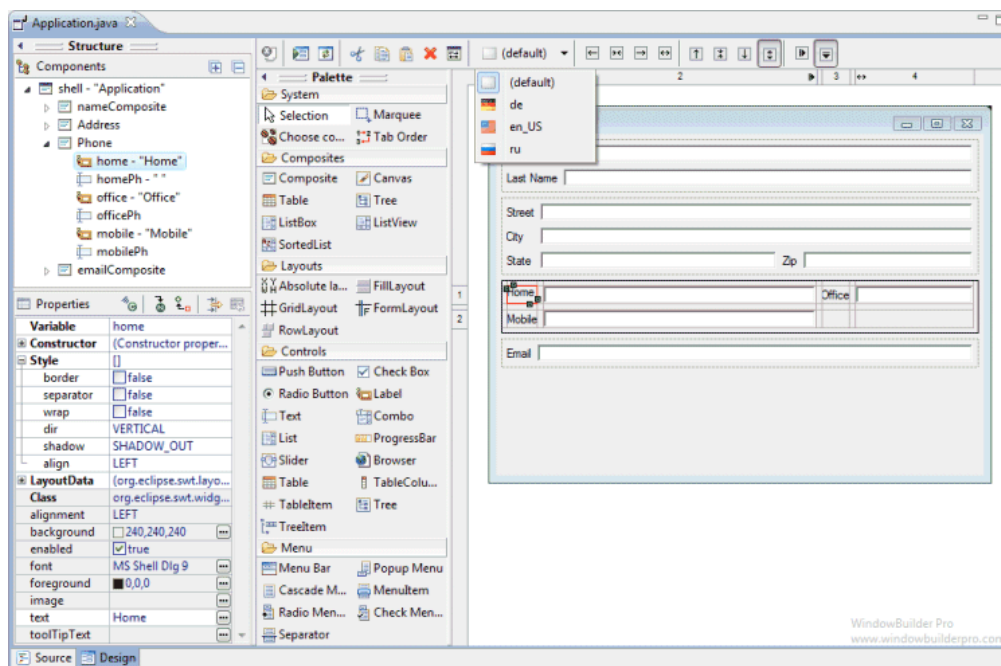 Application.java
Structure
Components
shell - "Application"
nameComposite
Address
Phone
home - "Home"
homePh - " "
office - "Office"
officePh
mobile - "Mobile"
mobilePh
emailComposite
Properties
Variable home
Constructor (Constructor proper...
Style []
border false
separator false
wrap false
dir VERTICAL
shadow SHADOW_OUT
align LEFT
LayoutData (org.eclipse.swt.layo...
Class org.eclipse.swt.widg...
alignment LEFT
background 240,240,240
enabled true
font MS Shell Dlg 9
foreground 0,0,0
image
text Home
toolTipText
Source Design
Palette
System
Selection Marquee
Choose co... Tab Order
Composites
Composite Canvas
Table Tree
ListBox ListView
SortedList
Layouts
Absolute la... FillLayout
GridLayout FormLayout
RowLayout
Controls
Push Button Check Box
Radio Button Label
Text Combo
List ProgressBar
Slider Browser
Table TableColu...
TableItem Tree
TreeItem
Menu
Menu Bar Popup Menu
Cascade M... MenuItem
Radio Men... Check Men...
Separator
(default)
(default)
de
en_US
ru
2 3 4
Last Name
Street
City
State Zip
1
Home Office
2
Mobile
Email
WindowBuilder Pro
www.windowbuilderpro.com